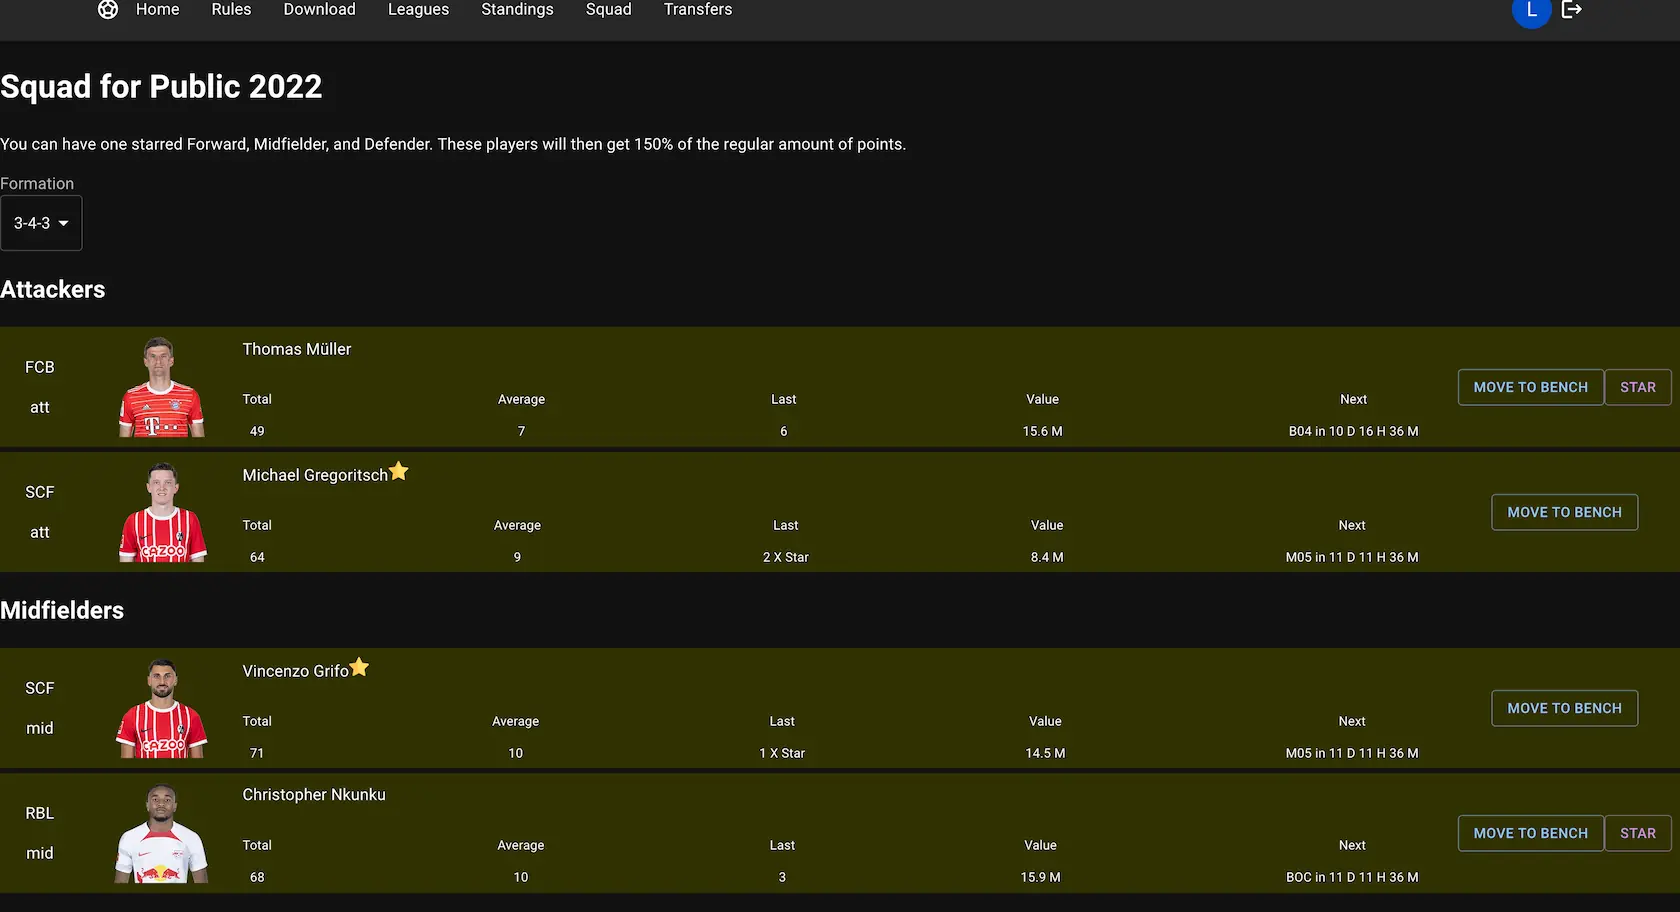 Home Rules Download Leagues Standings Squad Transfers L
Squad for Public 2022
You can have one starred Forward, Midfielder, and Defender. These players will then get 150% of the regular amount of points.
Formation
3-4-3
Attackers
FCB
att
Thomas Müller
Total Average Last Value Next
49 7 6 15.6 M B04 in 10 D 16 H 36 M
MOVE TO BENCH STAR
SCF
att
Michael Gregoritsch
Total Average Last Value Next
64 9 2 X Star 8.4 M M05 in 11 D 11 H 36 M
MOVE TO BENCH
CAZOO
Midfielders
SCF
mid
Vincenzo Grifo
Total Average Last Value Next
71 10 1 X Star 14.5 M M05 in 11 D 11 H 36 M
MOVE TO BENCH
CAZOO
RBL
mid
Christopher Nkunku
Total Average Last Value Next
68 10 3 15.9 M BOC in 11 D 11 H 36 M
MOVE TO BENCH STAR